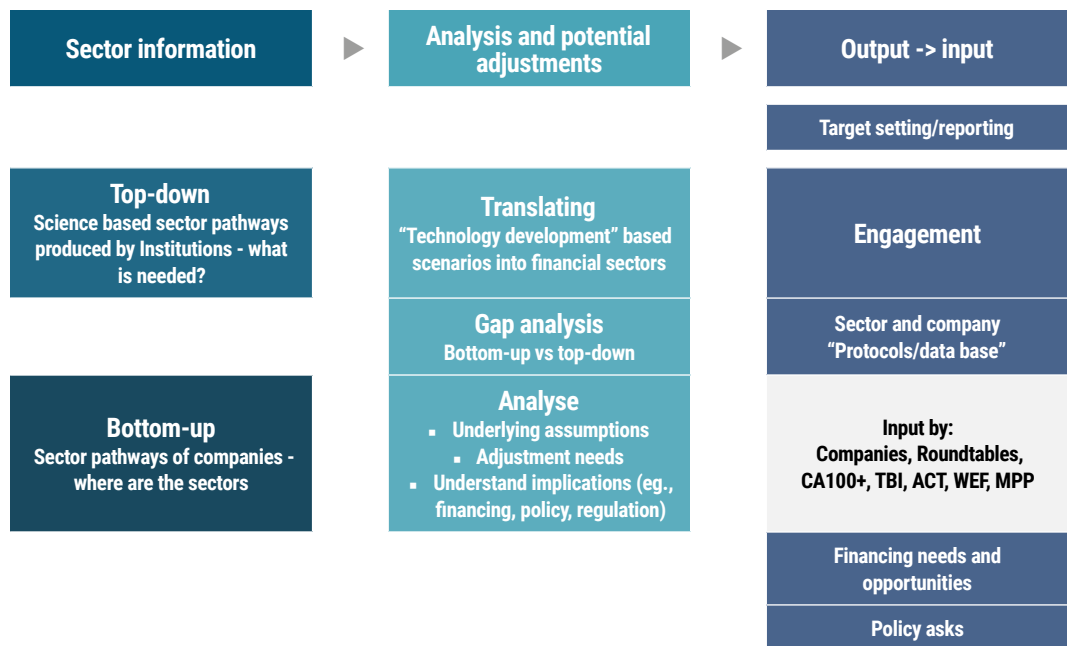 Sector information
Analysis and potential
adjustments
Output -> input
Target setting/reporting
Top-down
Science based sector pathways
produced by Institutions - what
is needed?
Translating
“Technology development” based
scenarios into financial sectors
Engagement
Gap analysis
Bottom-up vs top-down
Sector and company
“Protocols/data base”
Bottom-up
Sector pathways of companies -
where are the sectors
Analyse
▪ Underlying assumptions
▪ Adjustment needs
▪ Understand implications (eg.,
financing, policy, regulation)
Input by:
Companies, Roundtables,
CA100+, TBI, ACT, WEF, MPP
Financing needs and
opportunities
Policy asks